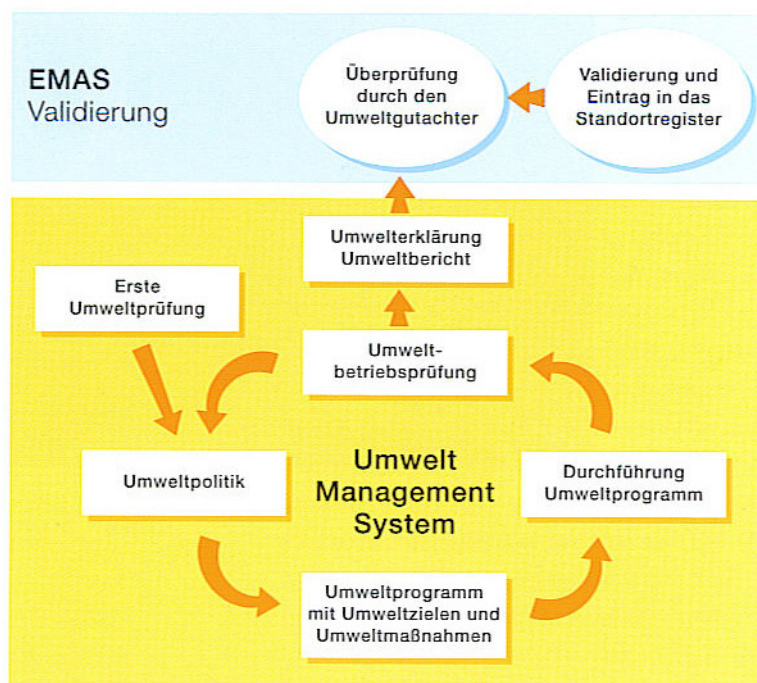 EMAS
Validierung
Überprüfung
durch den
Umweltgutachter
Validierung und
Eintrag in das
Standortregister
Umwelterklärung
Umweltbericht
Erste
Umweltprüfung
Umwelt-
betriebsprüfung
Umweltpolitik
Umwelt
Management
System
Durchführung
Umweltprogramm
Umweltprogramm
mit Umweltzielen und
Umweltmaßnahmen